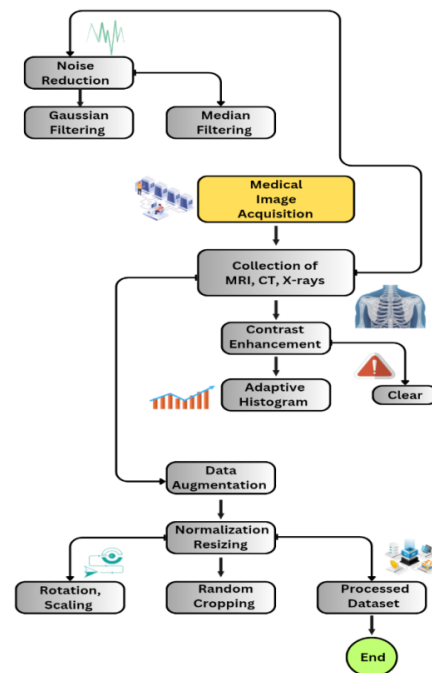 Noise
Reduction
Gaussian
Filtering
Median
Filtering
Medical
Image
Acquisition
Collection of
MRI, CT, X-rays
Contrast
Enhancement
Adaptive
Histogram
Clear
Data
Augmentation
Normalization
Resizing
Rotation,
Scaling
Random
Cropping
Processed
Dataset
End